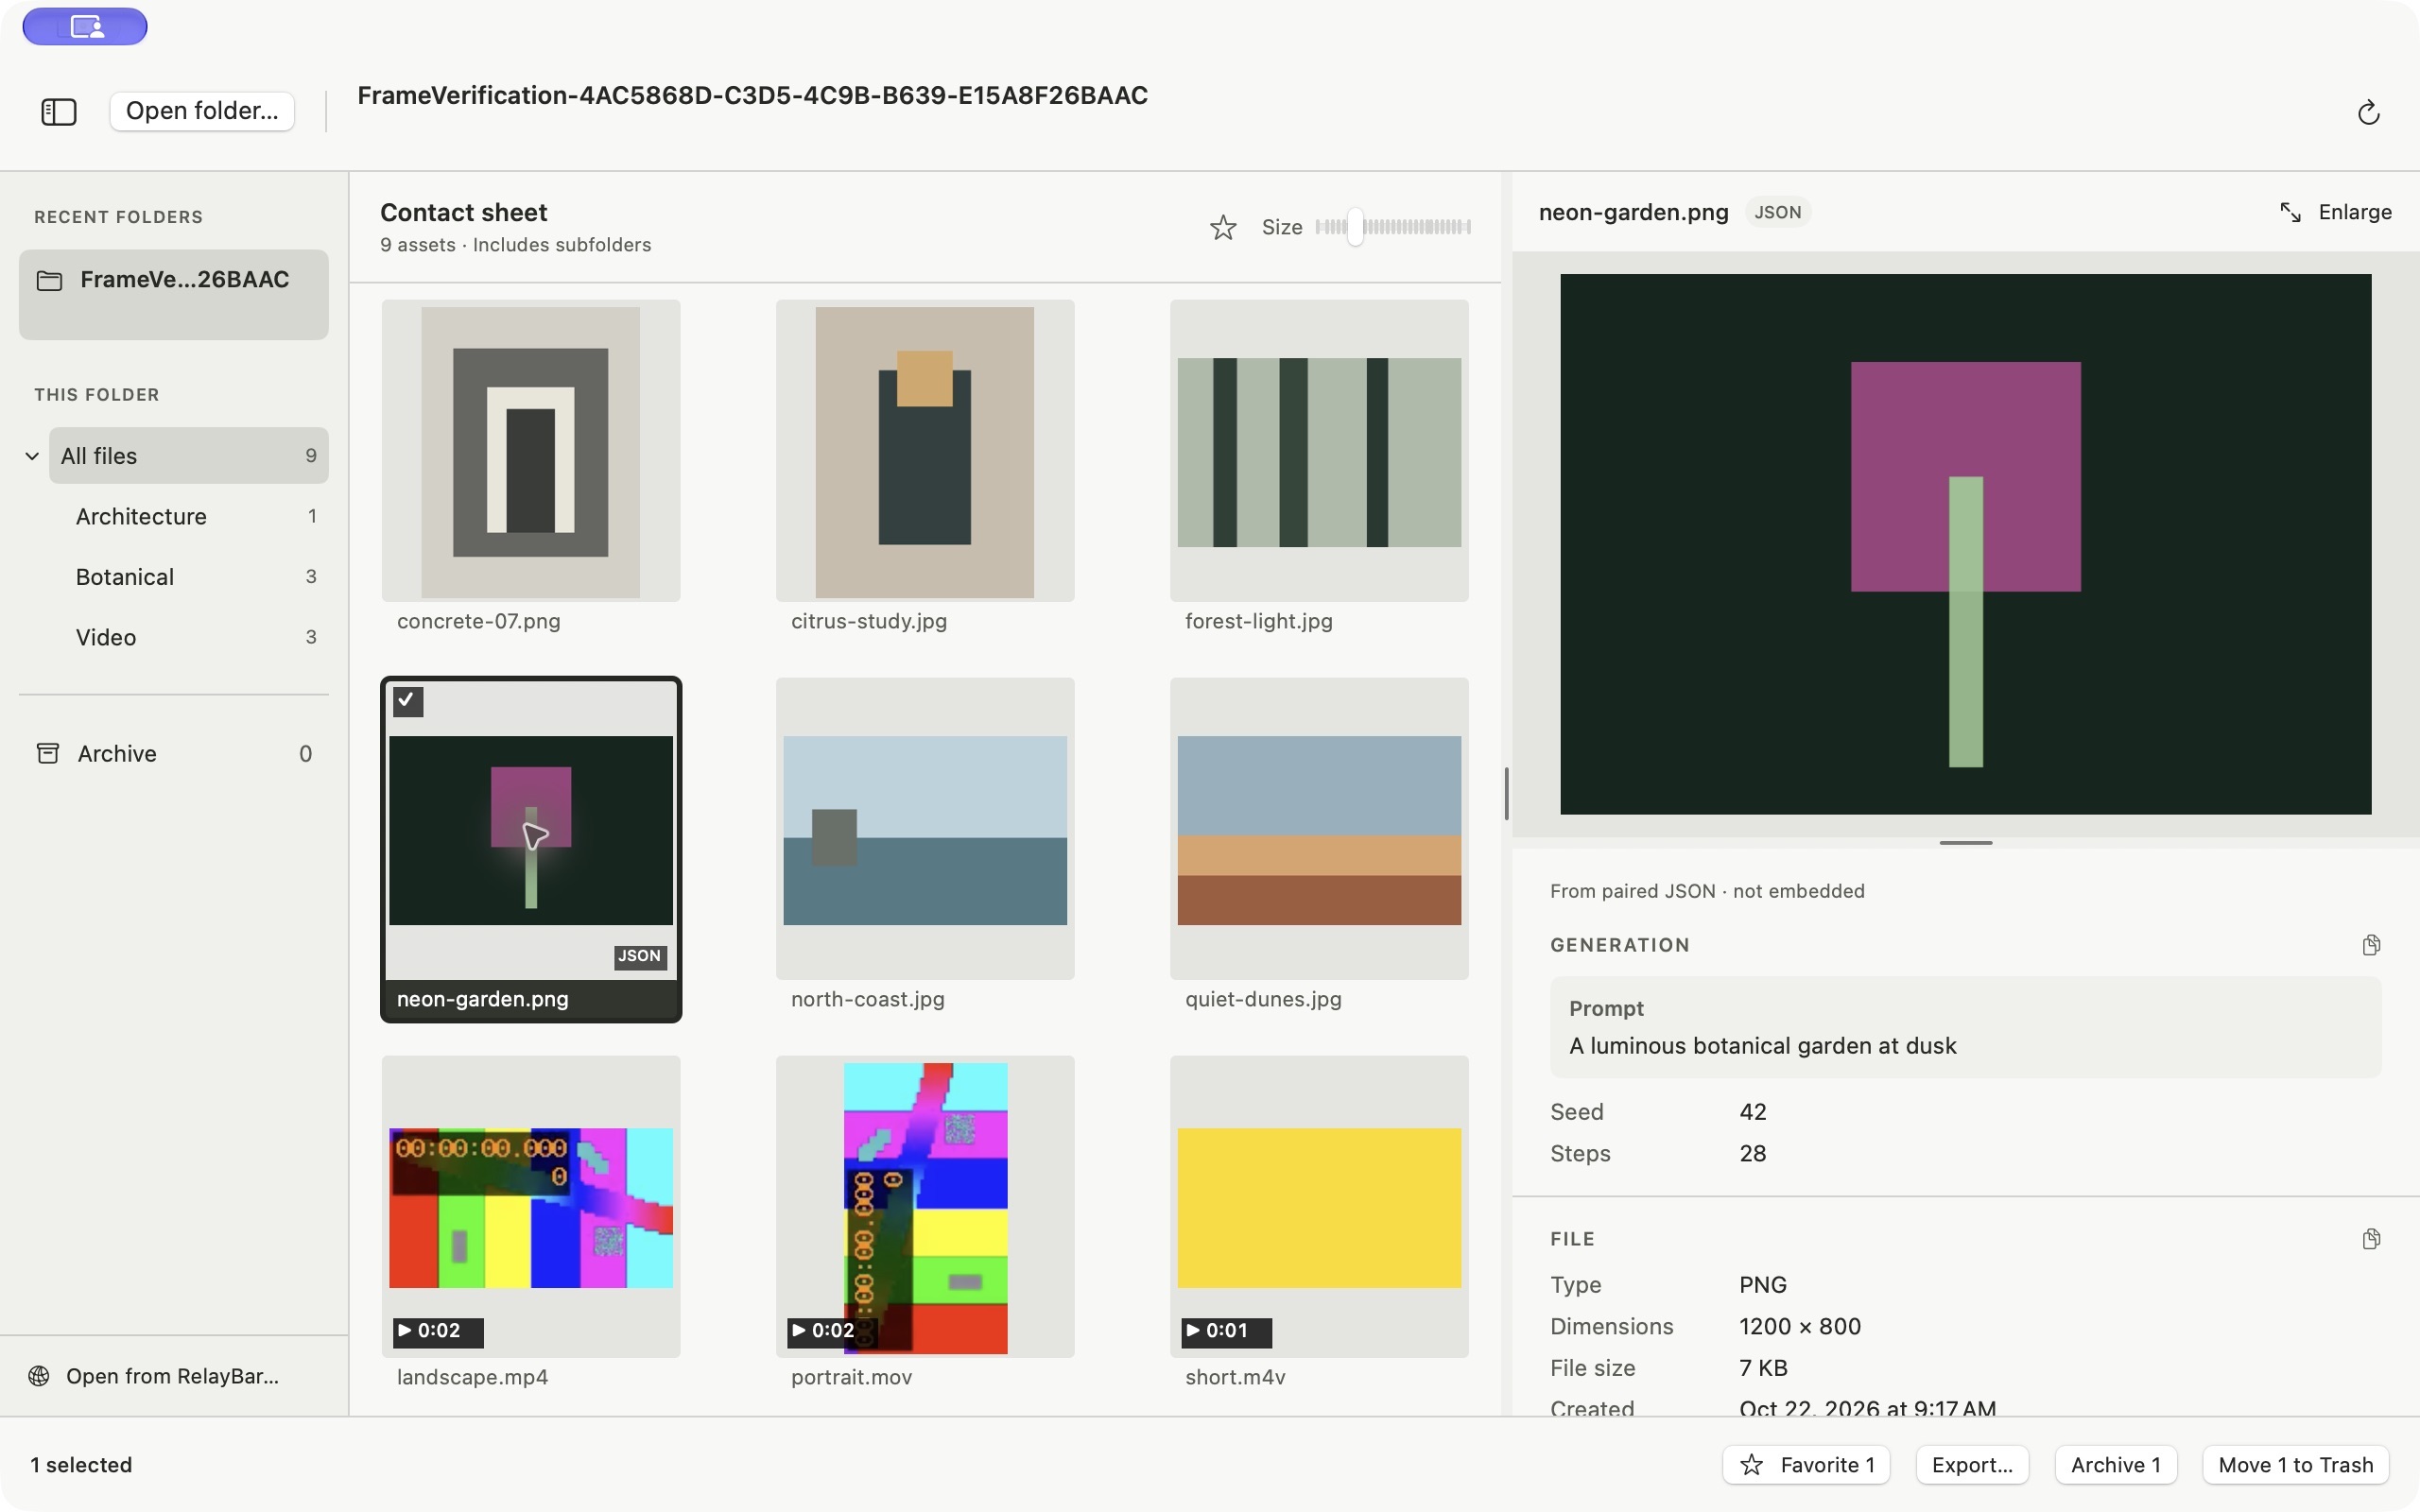 Open folder...
FrameVerification-4AC5868D-C3D5-4C9B-B639-E15A8F26BAAC
RECENT FOLDERS
FrameVe...26BAAC
THIS FOLDER
All files 9
Architecture 1
Botanical 3
Video 3
Archive 0
Open from RelayBar...
Contact sheet
9 assets · Includes subfolders
Size
concrete-07.png
citrus-study.jpg
forest-light.jpg
JSON
neon-garden.png
north-coast.jpg
quiet-dunes.jpg
00:00:00.000
0
0:02
landscape.mp4
0
0:02
portrait.mov
0:01
short.m4v
neon-garden.png JSON
Enlarge
From paired JSON · not embedded
GENERATION
Prompt
A luminous botanical garden at dusk
Seed 42
Steps 28
FILE
Type PNG
Dimensions 1200 × 800
File size 7 KB
Created Oct 22, 2026 at 9:17 AM
1 selected
Favorite 1
Export...
Archive 1
Move 1 to Trash